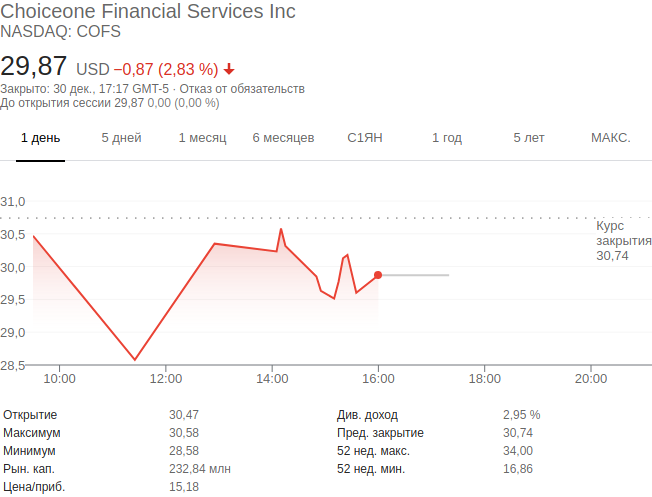 Choiceone Financial Services Inc
NASDAQ: COFS
29,87 USD −0,87 (2,83 %)
Закрыто: 30 дек., 17:17 GMT-5 · Отказ от обязательств
До открытия сессии 29,87 0,00 (0,00 %)
1 день 5 дней 1 месяц 6 месяцев С1ЯН 1 год 5 лет МАКС.
31,0
30,5
30,0
29,5
29,0
28,5
Курс
закрытия
30,74
10:00 12:00 14:00 16:00 18:00 20:00
Открытие 30,47 Див. доход 2,95 %
Максимум 30,58 Пред. закрытие 30,74
Минимум 28,58 52 нед. макс. 34,00
Рын. кап. 232,84 млн 52 нед. мин. 16,86
Цена/приб. 15,18